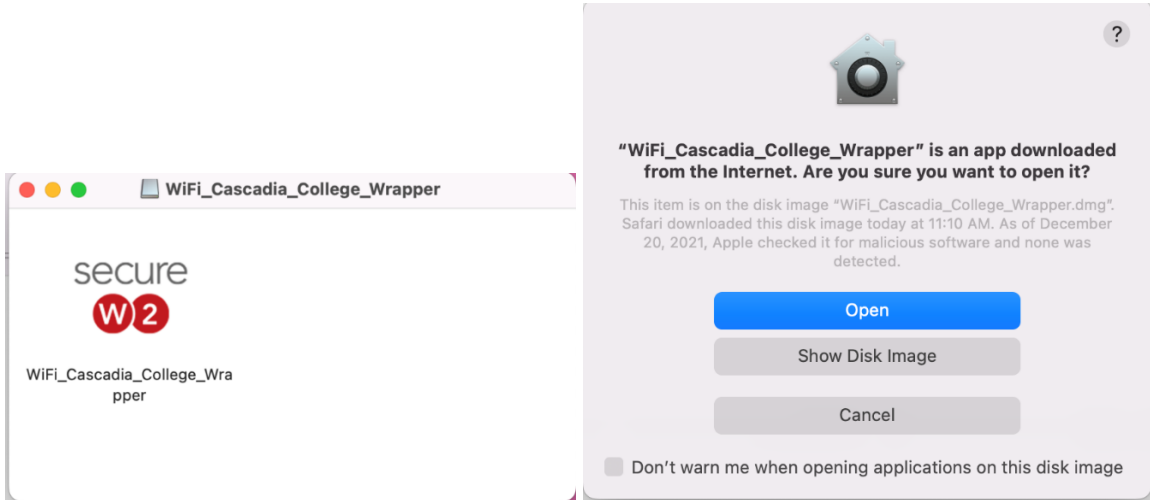 WiFi_Cascadia_College_Wrapper
secure
W2
WiFi_Cascadia_College_Wra
pper
?
“WiFi_Cascadia_College_Wrapper” is an app downloaded
from the Internet. Are you sure you want to open it?
This item is on the disk image “WiFi_Cascadia_College_Wrapper.dmg”.
Safari downloaded this disk image today at 11:10 AM. As of December
20, 2021, Apple checked it for malicious software and none was
detected.
Open
Show Disk Image
Cancel
Don’t warn me when opening applications on this disk image